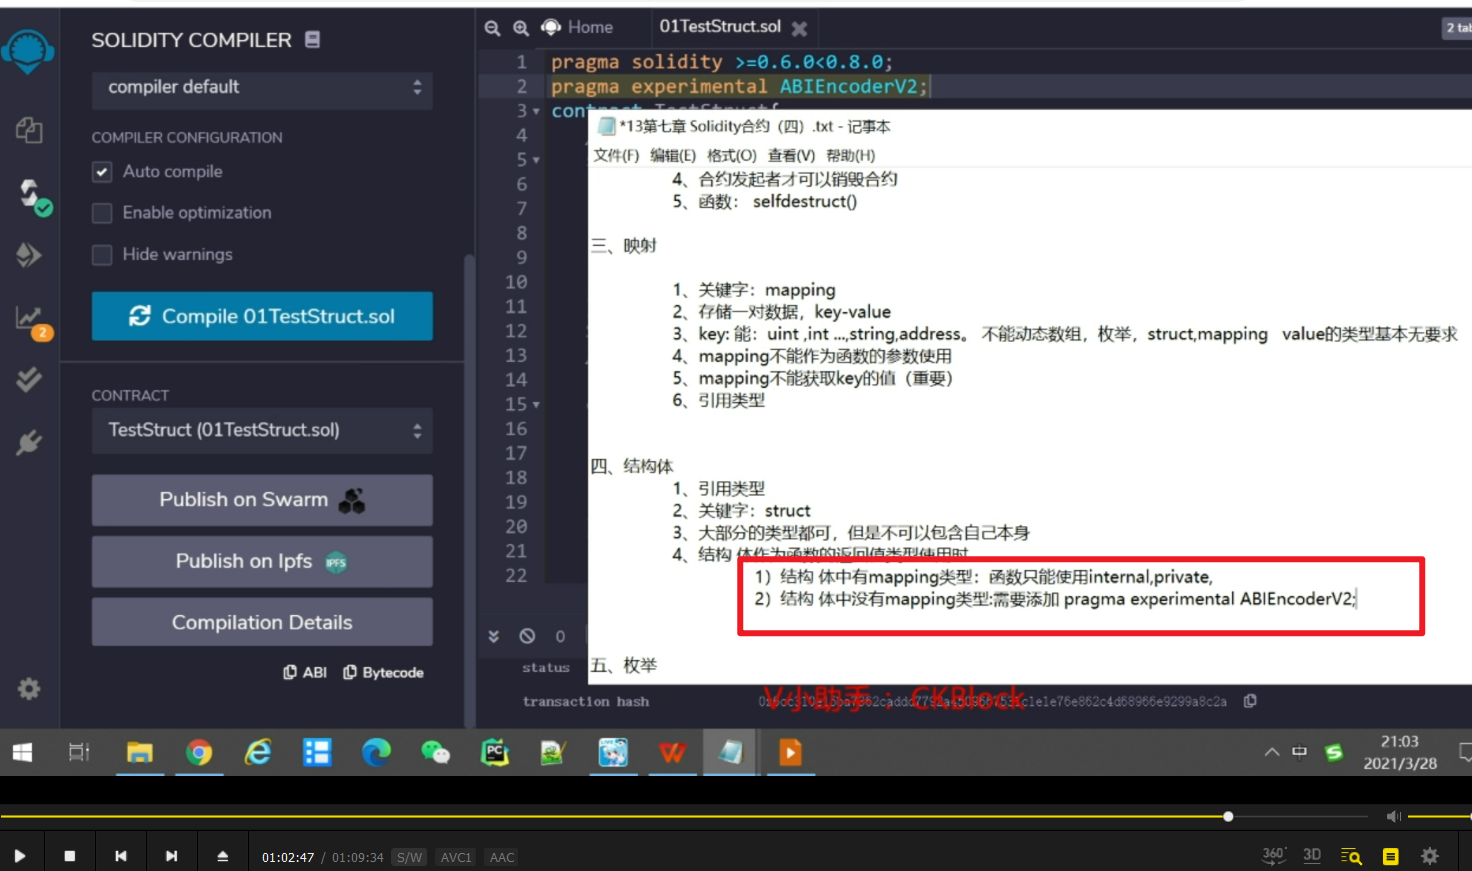 SOLIDITY COMPILER
compiler default
COMPILER CONFIGURATION
Auto compile
Enable optimization
Hide warnings
Compile 01TestStruct.sol
CONTRACT
TestStruct (01TestStruct.sol)
Publish on Swarm
Publish on Ipfs
IPFS
Compilation Details
ABI
Bytecode
2
Home
01TestStruct.sol
2 tab
1 pragma solidity >=0.6.0<0.8.0;
2 pragma experimental ABIEncoderV2;
3 contract TestStruct{
4
5
6
7
8
9
10
11
12
13
14
15
16
17
18
19
20
21
22
*13第七章 Solidity合约（四）.txt - 记事本
文件(F) 编辑(E) 格式(O) 查看(V) 帮助(H)
4、合约发起者才可以销毁合约
5、函数： selfdestruct()
三、映射
1、关键字：mapping
2、存储一对数据，key-value
3、key: 能：uint ,int ...,string,address。 不能动态数组，枚举，struct,mapping value的类型基本无要求
4、mapping不能作为函数的参数使用
5、mapping不能获取key的值（重要）
6、引用类型
四、结构体
1、引用类型
2、关键字：struct
3、大部分的类型都可，但是不可以包含自己本身
4、结构 体作为函数的返回值类型使用时
1）结构 体中有mapping类型：函数只能使用internal,private,
2）结构 体中没有mapping类型:需要添加 pragma experimental ABIEncoderV2;
五、枚举
0
status
transaction hash
V小助手：CKBlock
PC
中
21:03
2021/3/28
01:02:47 / 01:09:34 S/W AVC1 AAC
360°
3D